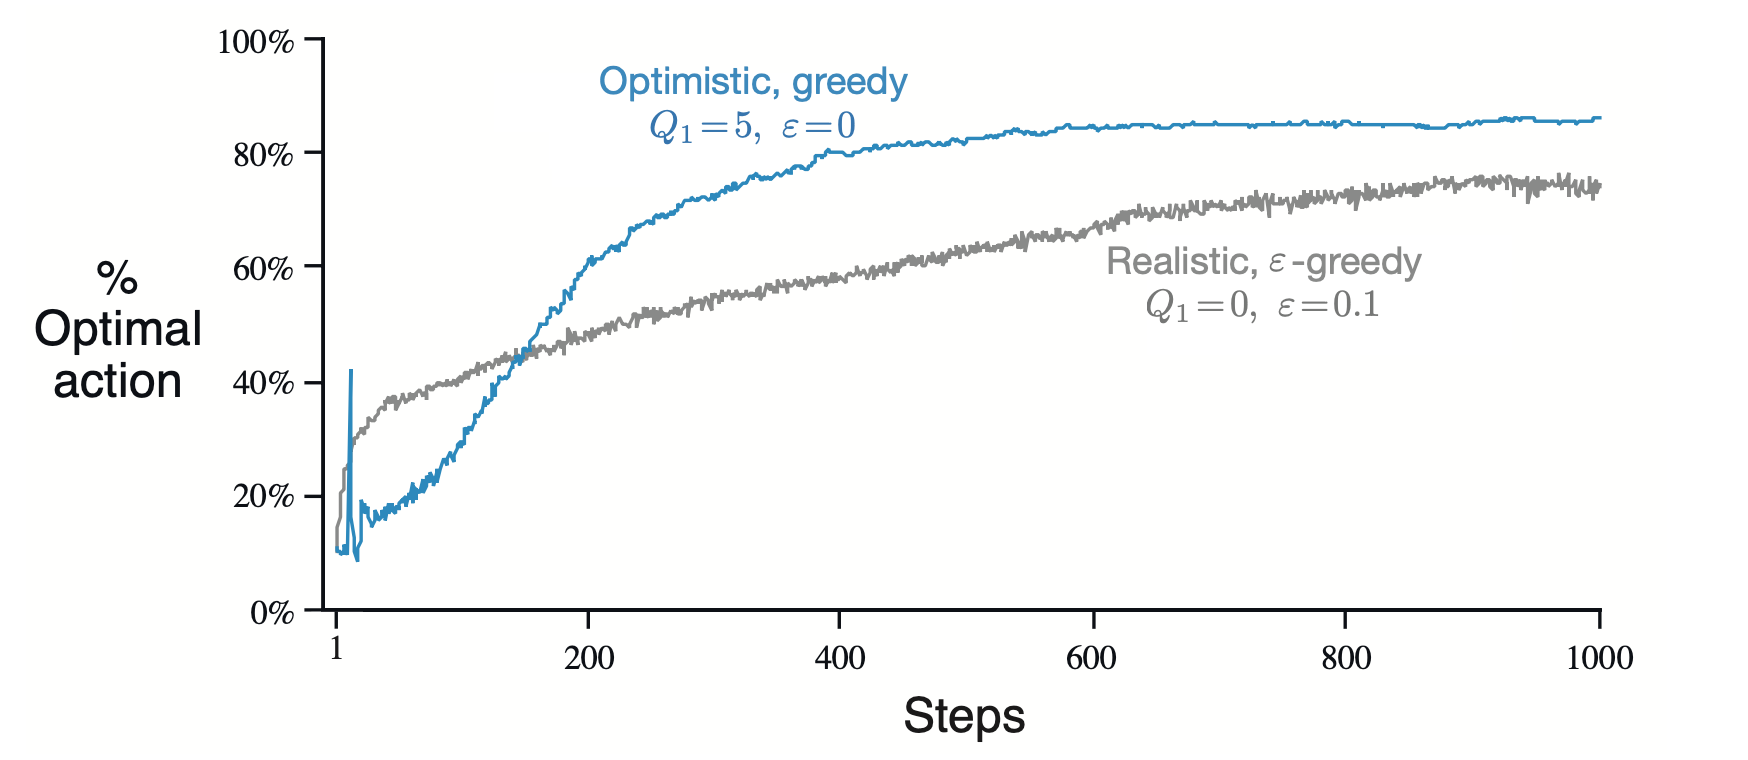 100%
Optimistic, greedy
Q₁ = 5, ε = 0
80%
60%
%
Optimal
action
Realistic, ε -greedy
Q₁ = 0, ε = 0.1
40%
20%
0%
1
200
400
600
800
1000
Steps